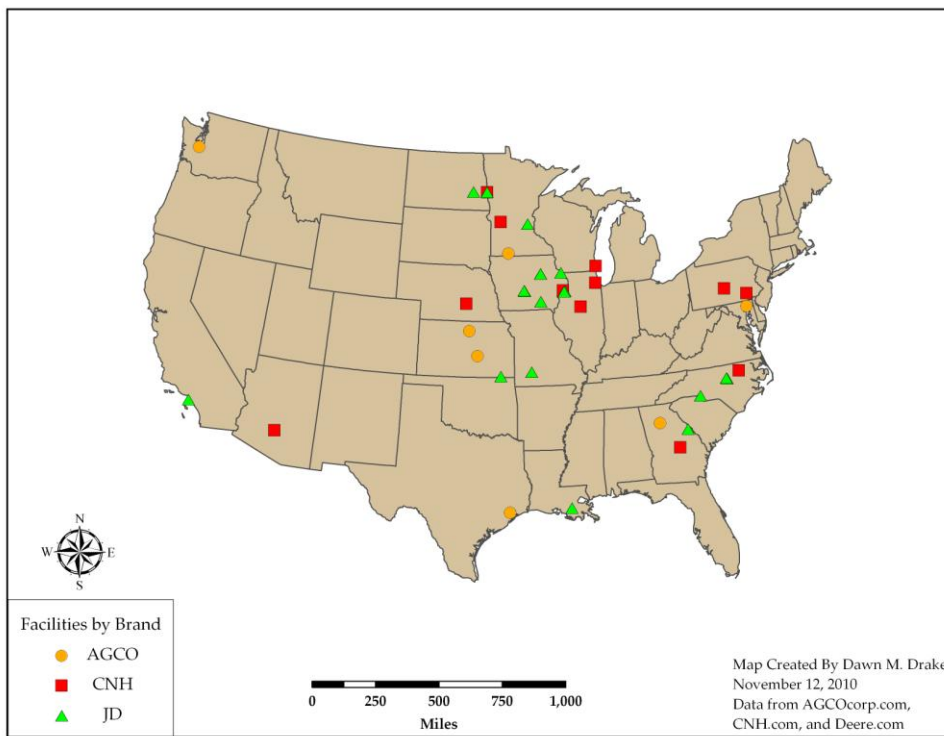 N
W E
S
Facilities by Brand
AGCO
CNH
JD
0 250 500 750 1,000
Miles
Map Created By Dawn M. Drake
November 12, 2010
Data from AGCOcorp.com,
CNH.com, and Deere.com